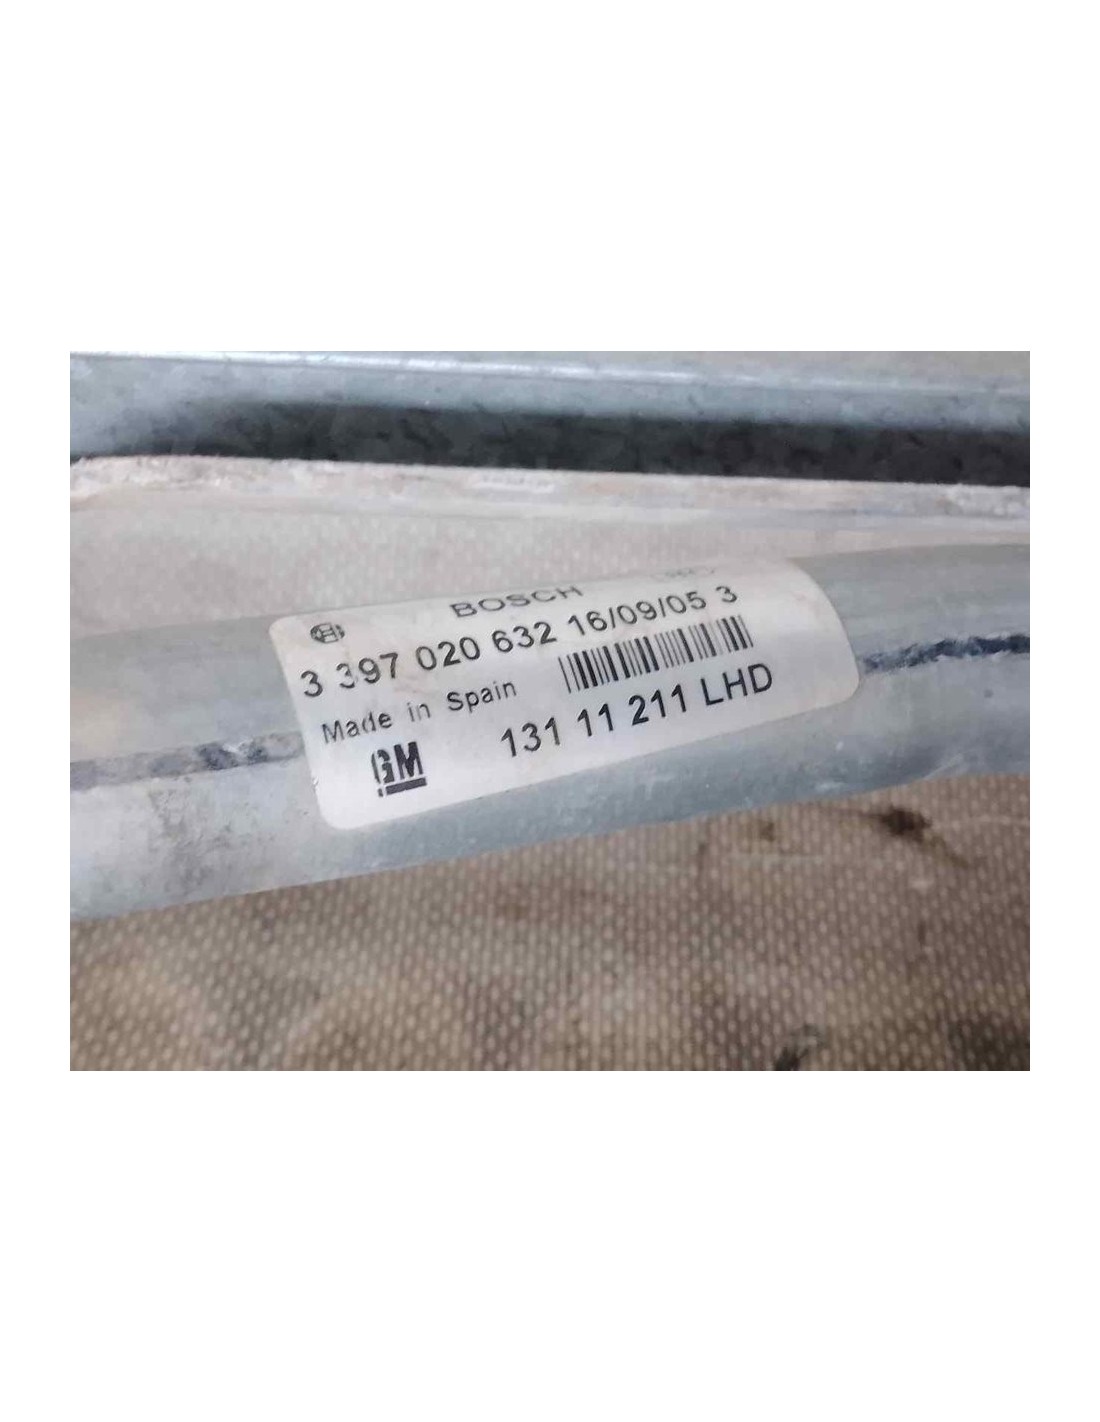 BOSCH
3 397 020 632 16/09/05 3
Made in Spain
GM
131 11 211 LHD